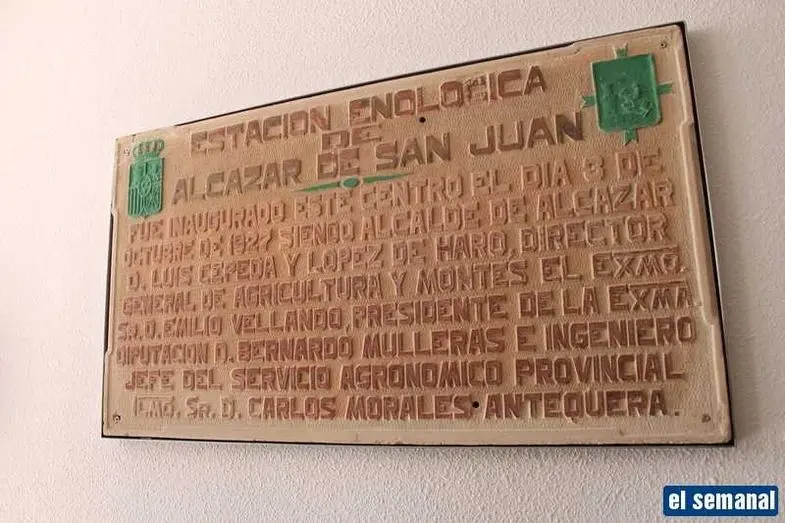 ESTACION ENOLOGICA
DE
ALCAZAR DE SAN JUAN
FUE INAUGURADO ESTE CENTRO EL DIA 3 DE
OCTUBRE DE 1927 SIENDO ALCALDE DE ALCAZAR
D. LUIS CEPEDA Y LOPEZ DE HARO, DIRECTOR
GENERAL DE AGRICULTURA Y MONTES EL EXMO.
SR. D. EMILIO VELLANDO, PRESIDENTE DE LA EXMA
DIPUTACION D. BERNARDO MULLERAS E INGENIERO
JEFE DEL SERVICIO AGRONOMICO PROVINCIAL
ILMO. SR. D. CARLOS MORALES ANTEQUERA.
el semanal